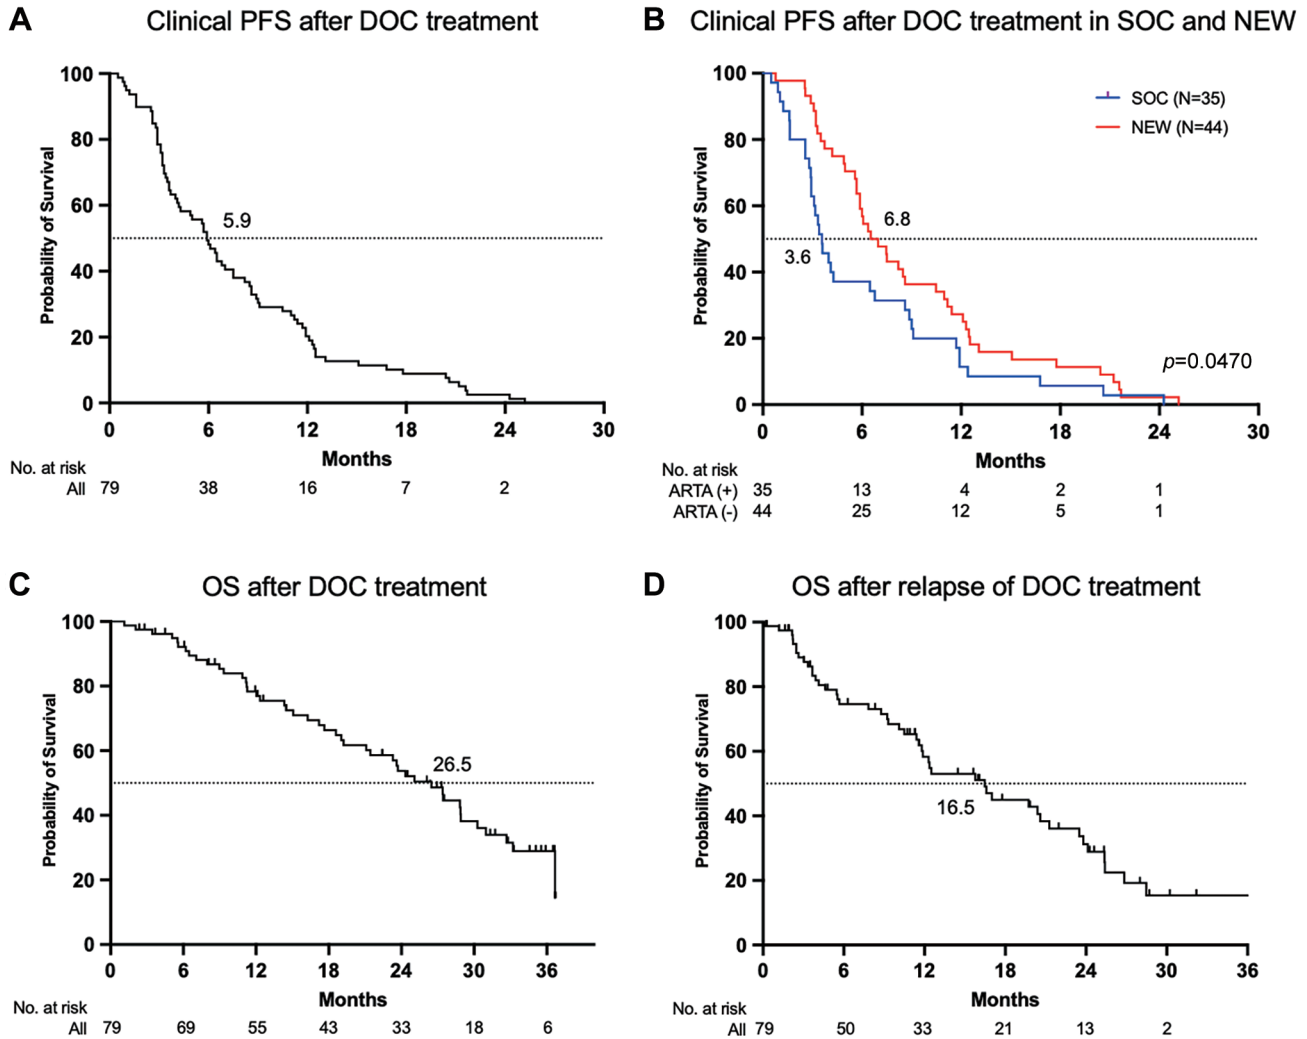 A Clinical PFS after DOC treatment
Probability of Survival
100
80
60
40
20
0
5.9
0 6 12 18 24 30
Months
No. at risk
All 79 38 16 7 2
B Clinical PFS after DOC treatment in SOC and NEW
Probability of Survival
100
80
60
40
20
0
SOC (N=35)
NEW (N=44)
6.8
3.6
p=0.0470
0 6 12 18 24 30
Months
No. at risk
ARTA (+) 35 13 4 2 1
ARTA (-) 44 25 12 5 1
C OS after DOC treatment
Probability of Survival
100
80
60
40
20
0
26.5
0 6 12 18 24 30 36
Months
No. at risk
All 79 69 55 43 33 18 6
D OS after relapse of DOC treatment
Probability of Survival
100
80
60
40
20
0
16.5
0 6 12 18 24 30 36
Months
No. at risk
All 79 50 33 21 13 2